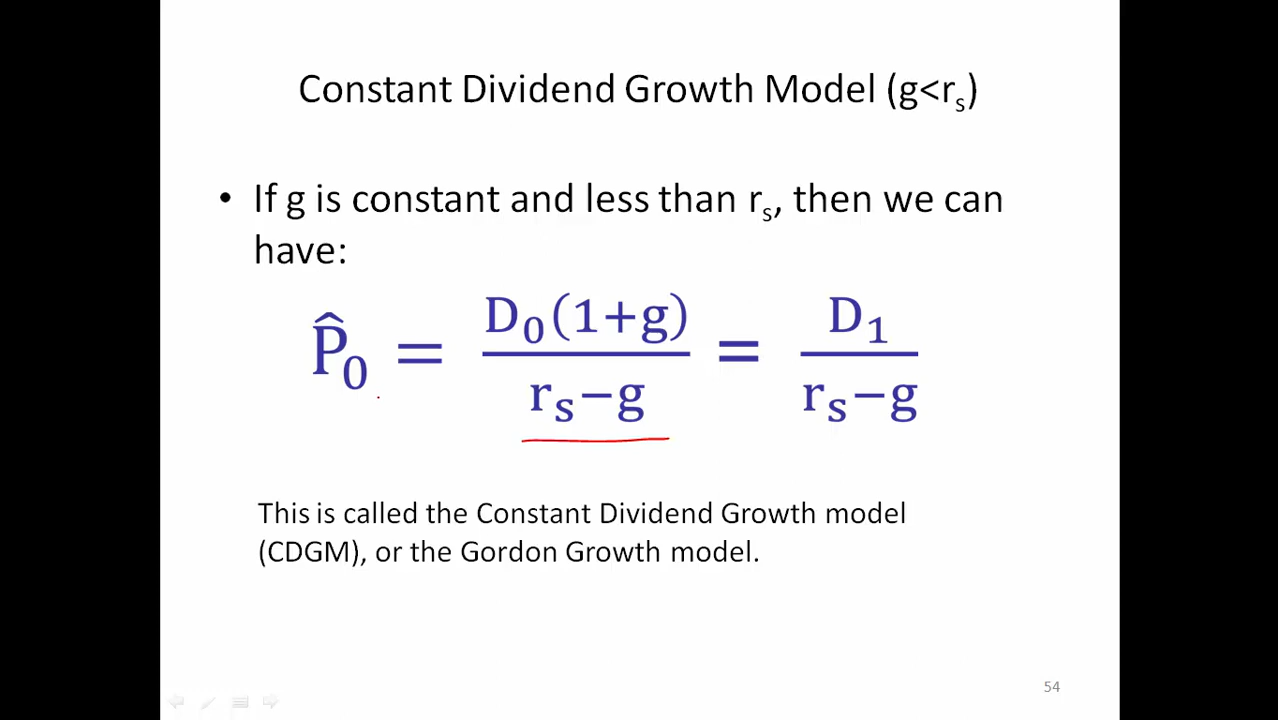 Constant Dividend Growth Model (g<rₛ)
• If g is constant and less than rₛ, then we can
have:
P̂₀ = D₀(1+g)/(rₛ−g) = D₁/(rₛ−g)
This is called the Constant Dividend Growth model
(CDGM), or the Gordon Growth model.
54